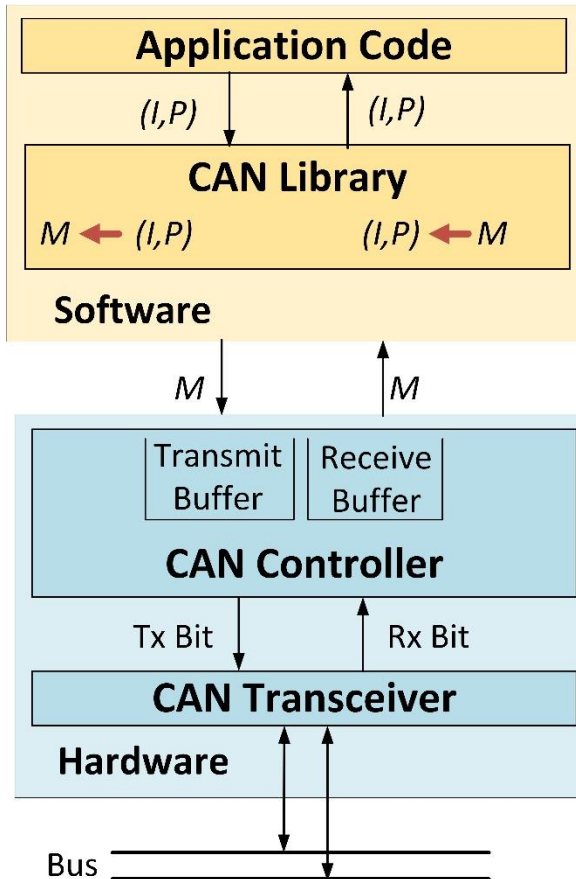 Application Code
(I,P) (I,P)
CAN Library
M (I,P) (I,P) M
Software
M M
Transmit Receive
Buffer Buffer
CAN Controller
Tx Bit Rx Bit
CAN Transceiver
Hardware
Bus